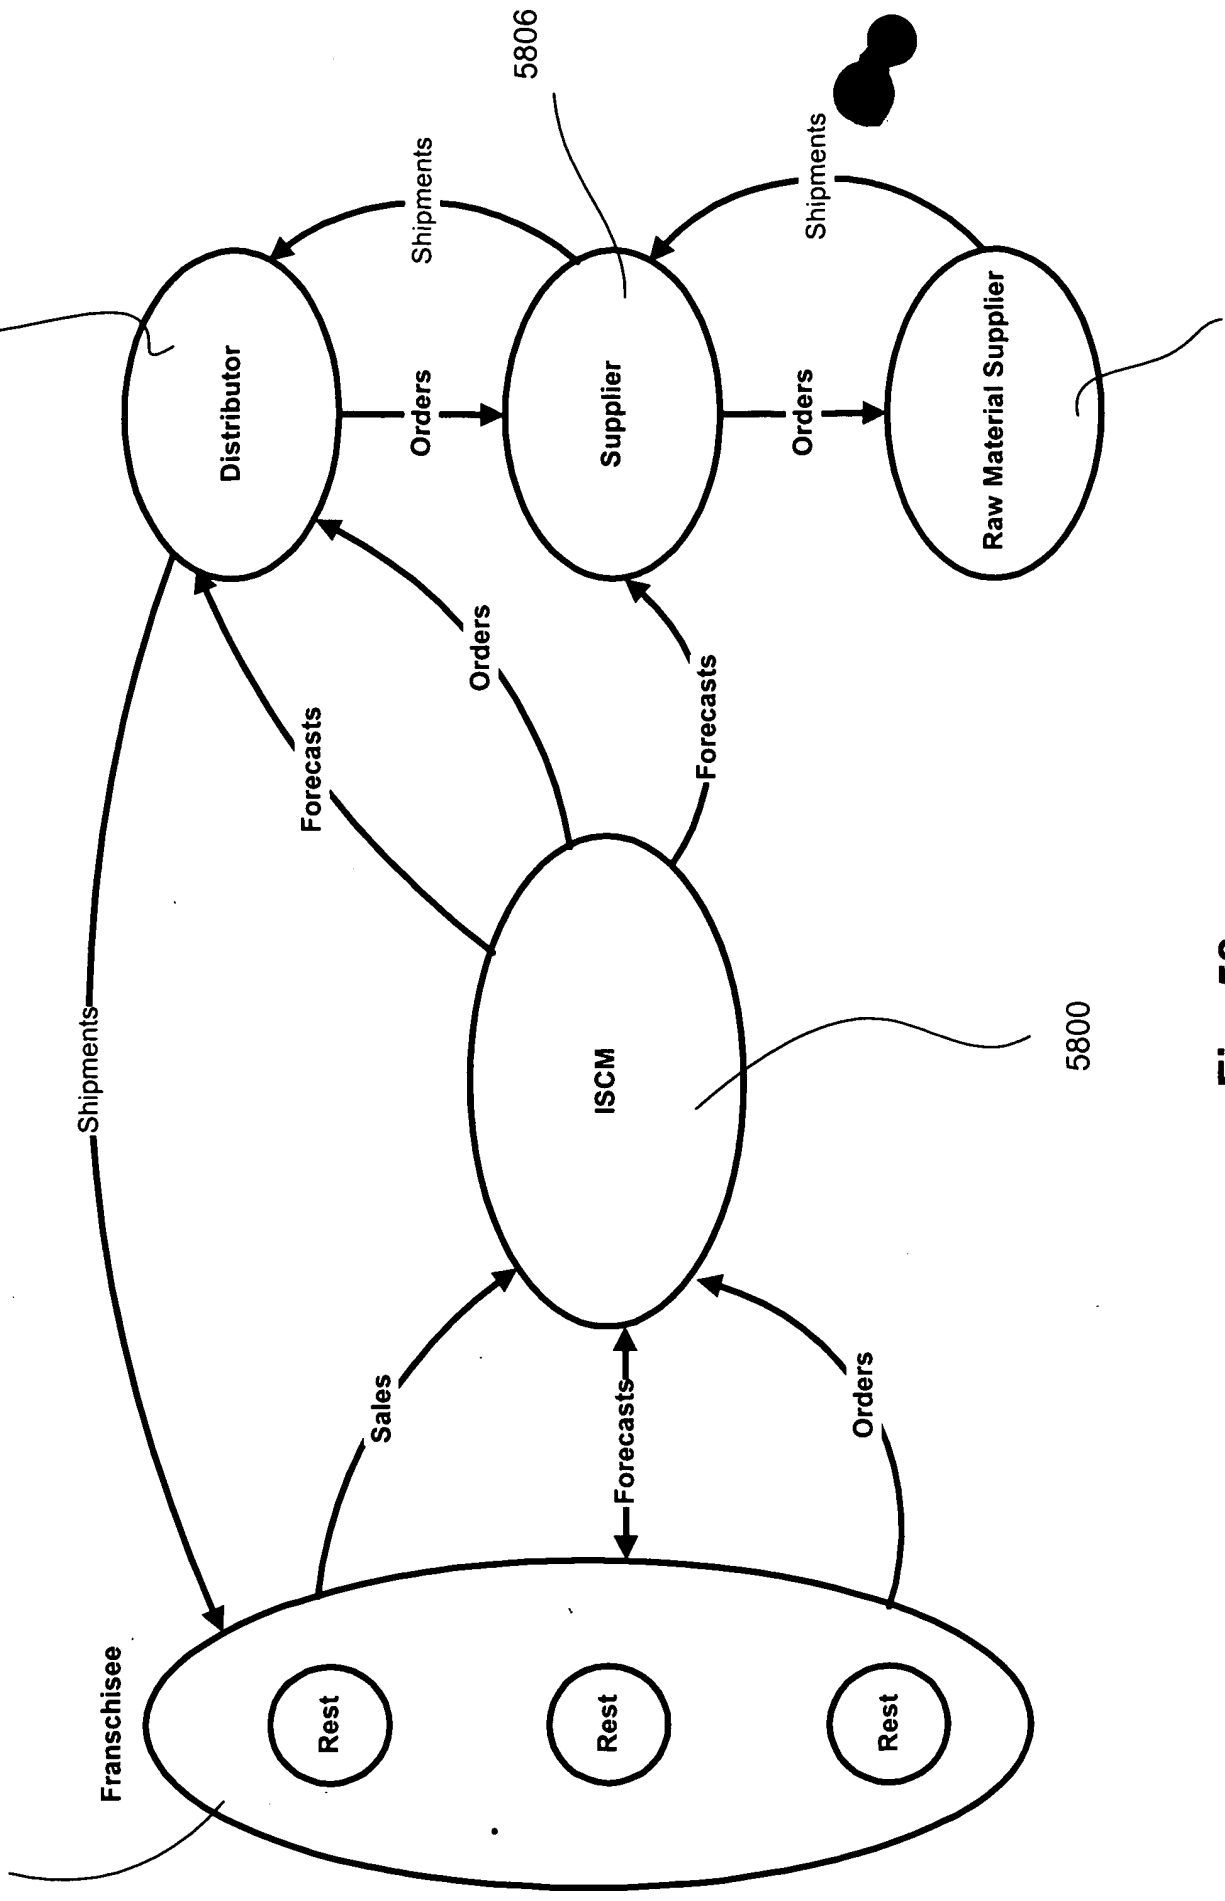 Shipments
Franschisee
Distributor
Forecasts
Rest
Sales
Orders
Shipments
Orders
5806
Rest
ISCM
Supplier
Forecasts
Forecasts
Orders
Shipments
Orders
Rest
Raw Material Supplier
5800